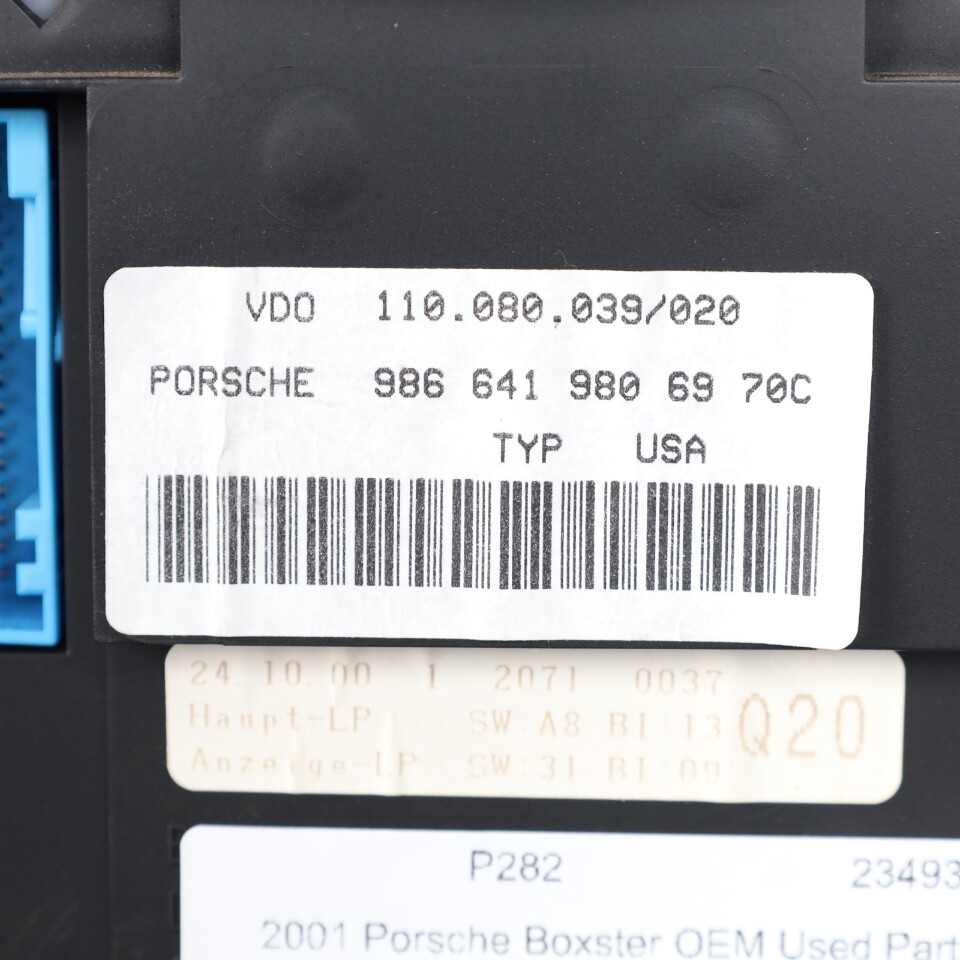 VDO 110.080.039/020
PORSCHE 986 641 980 69 70C
TYP USA
24.10.00 1 2071 0037
Haupt-LP SW:A8 BI:13 Q20
Anzeige-LP SW:31 BI:09
P282 23493
2001 Porsche Boxster OEM Used Part